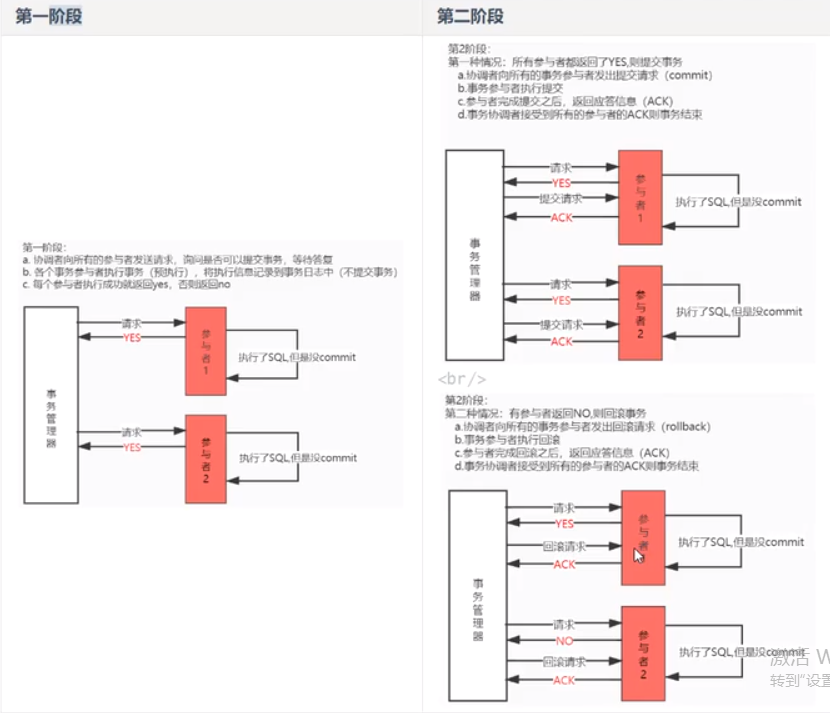 第一阶段
第二阶段
第一阶段：
a. 协调者向所有的参与者发送请求，询问是否可以提交事务，等待答复
b. 各个事务参与者执行事务（预执行），将执行信息记录到事务日志中（不提交事务）
c. 每个参与者执行成功就返回yes，否则返回no
事务管理器
请求
YES
参与者1
执行了SQL,但是没commit
请求
YES
参与者2
执行了SQL,但是没commit
第2阶段：
第一种情况：所有参与者都返回了YES,则提交事务
a.协调者向所有的事务参与者发出提交请求（commit）
b.事务参与者执行提交
c.参与者完成提交之后，返回应答信息（ACK）
d.事务协调者接受到所有的参与者的ACK则事务结束
事务管理器
请求
YES
提交请求
ACK
参与者1
执行了SQL,但是没commit
请求
YES
提交请求
ACK
参与者2
执行了SQL,但是没commit
<br/>
第2阶段：
第二种情况：有参与者返回NO,则回滚事务
a.协调者向所有的事务参与者发出回滚请求（rollback）
b.事务参与者执行回滚
c.参与者完成回滚之后，返回应答信息（ACK）
d.事务协调者接受到所有的参与者的ACK则事务结束
事务管理器
请求
YES
回滚请求
ACK
参与者
执行了SQL,但是没commit
请求
NO
回滚请求
ACK
参与者2
执行了SQL,但是没commit
激活 W
转到"设置